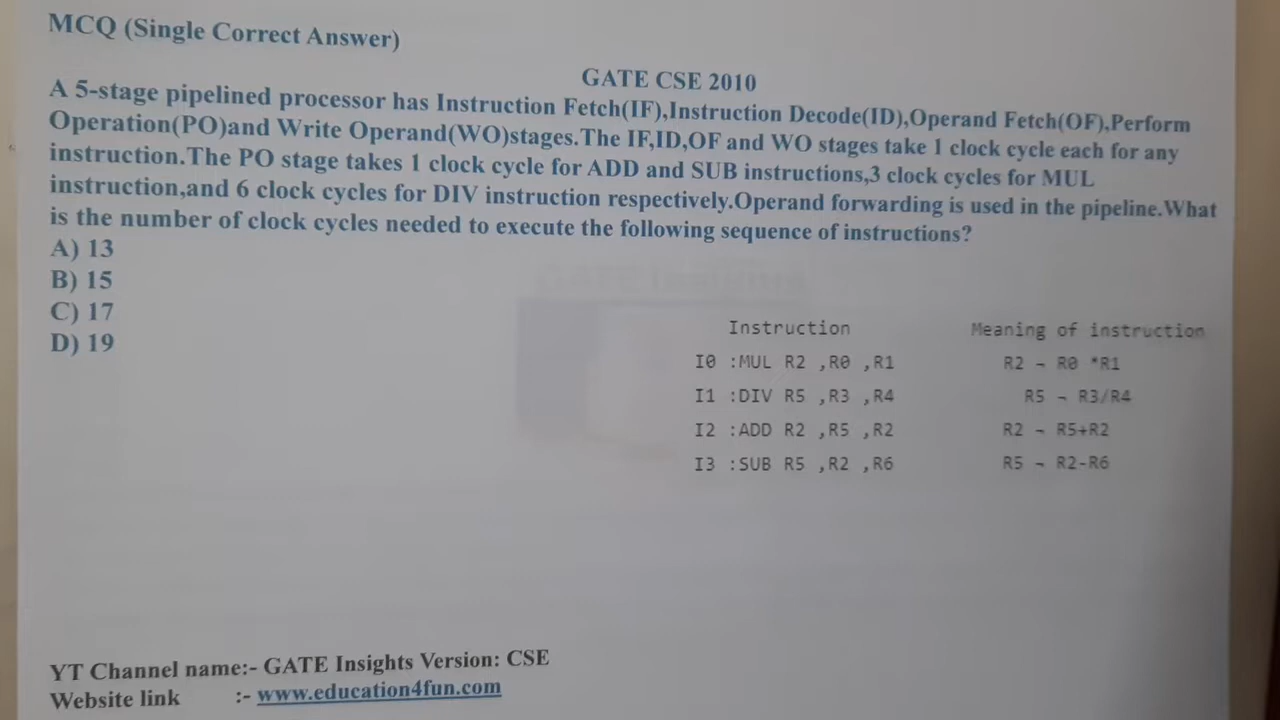 MCQ (Single Correct Answer)
GATE CSE 2010
A 5-stage pipelined processor has Instruction Fetch(IF),Instruction Decode(ID),Operand Fetch(OF),Perform
Operation(PO)and Write Operand(WO)stages.The IF,ID,OF and WO stages take 1 clock cycle each for any
instruction.The PO stage takes 1 clock cycle for ADD and SUB instructions,3 clock cycles for MUL
instruction,and 6 clock cycles for DIV instruction respectively.Operand forwarding is used in the pipeline.What
is the number of clock cycles needed to execute the following sequence of instructions?
A) 13
B) 15
C) 17
D) 19
Instruction Meaning of instruction
I0 :MUL R2 ,R0 ,R1 R2 ¬ R0 *R1
I1 :DIV R5 ,R3 ,R4 R5 ¬ R3/R4
I2 :ADD R2 ,R5 ,R2 R2 ¬ R5+R2
I3 :SUB R5 ,R2 ,R6 R5 ¬ R2-R6
YT Channel name:- GATE Insights Version: CSE
Website link :- www.education4fun.com